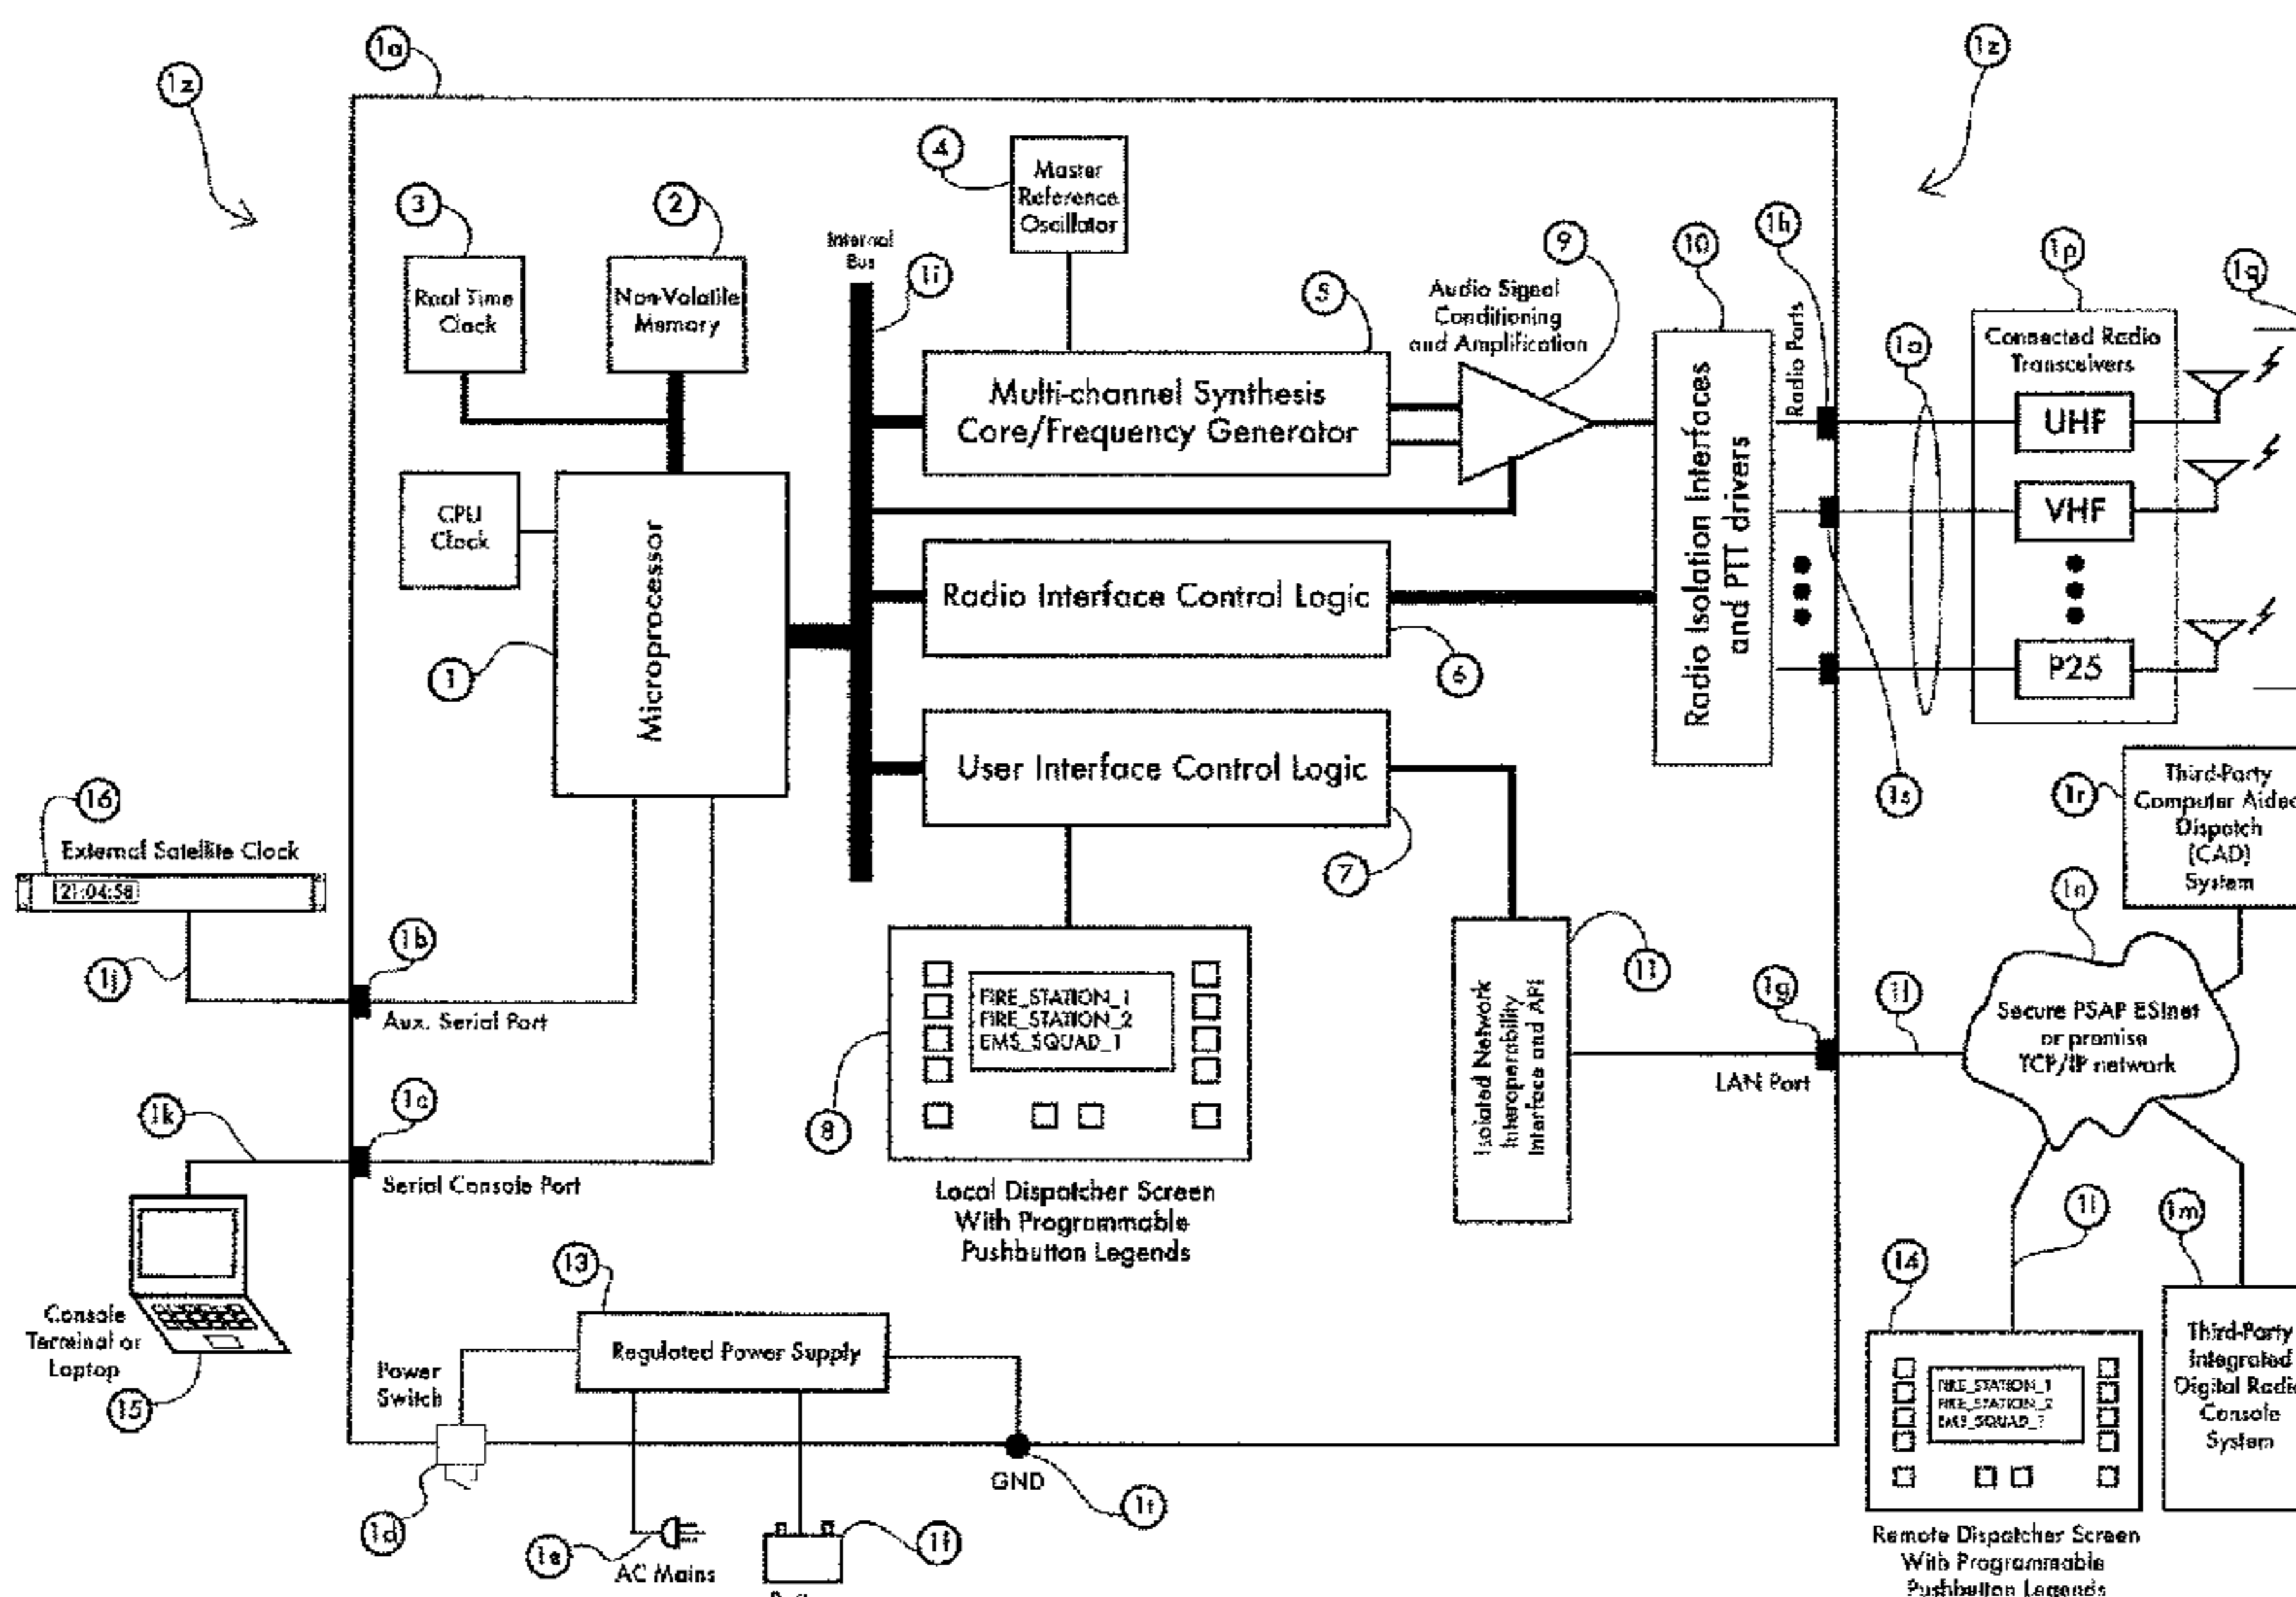 1a
1z
1z
4
Master
Reference
Oscillator
3
2
Internal
Bus
1i
9
10
1h
1p
1q
Real Time
Clock
Non-Volatile
Memory
5
Audio Signal
Conditioning
and Amplification
Radio Ports
1o
Connected Radio
Transceivers
Multi-channel Synthesis
Core/Frequency Generator
UHF
CPU
Clock
VHF
Microprocessor
Radio Isolation Interfaces
and PTT drivers
Radio Interface Control Logic
1
6
P25
User Interface Control Logic
16
External Satellite Clock
21:04:58
7
1s
1r
Third-Party
Computer Aided
Dispatch
(CAD)
System
1n
1b
1j
Aux. Serial Port
FIRE_STATION_1
FIRE_STATION_2
EMS_SQUAD_1
8
Isolated Network
Interoperability
Interface and API
11
1g
LAN Port
1l
Secure PSAP ESInet
or premise
TCP/IP network
1k
1c
Serial Console Port
Local Dispatcher Screen
With Programmable
Pushbutton Legends
1l
1m
14
13
Console
Terminal or
Laptop
15
Power
Switch
Regulated Power Supply
FIRE_STATION_1
FIRE_STATION_2
EMS_SQUAD_1
Third-Party
Integrated
Digital Radio
Console
System
GND
1d
1e
AC Mains
1f
1t
Remote Dispatcher Screen
With Programmable
Pushbutton Legends